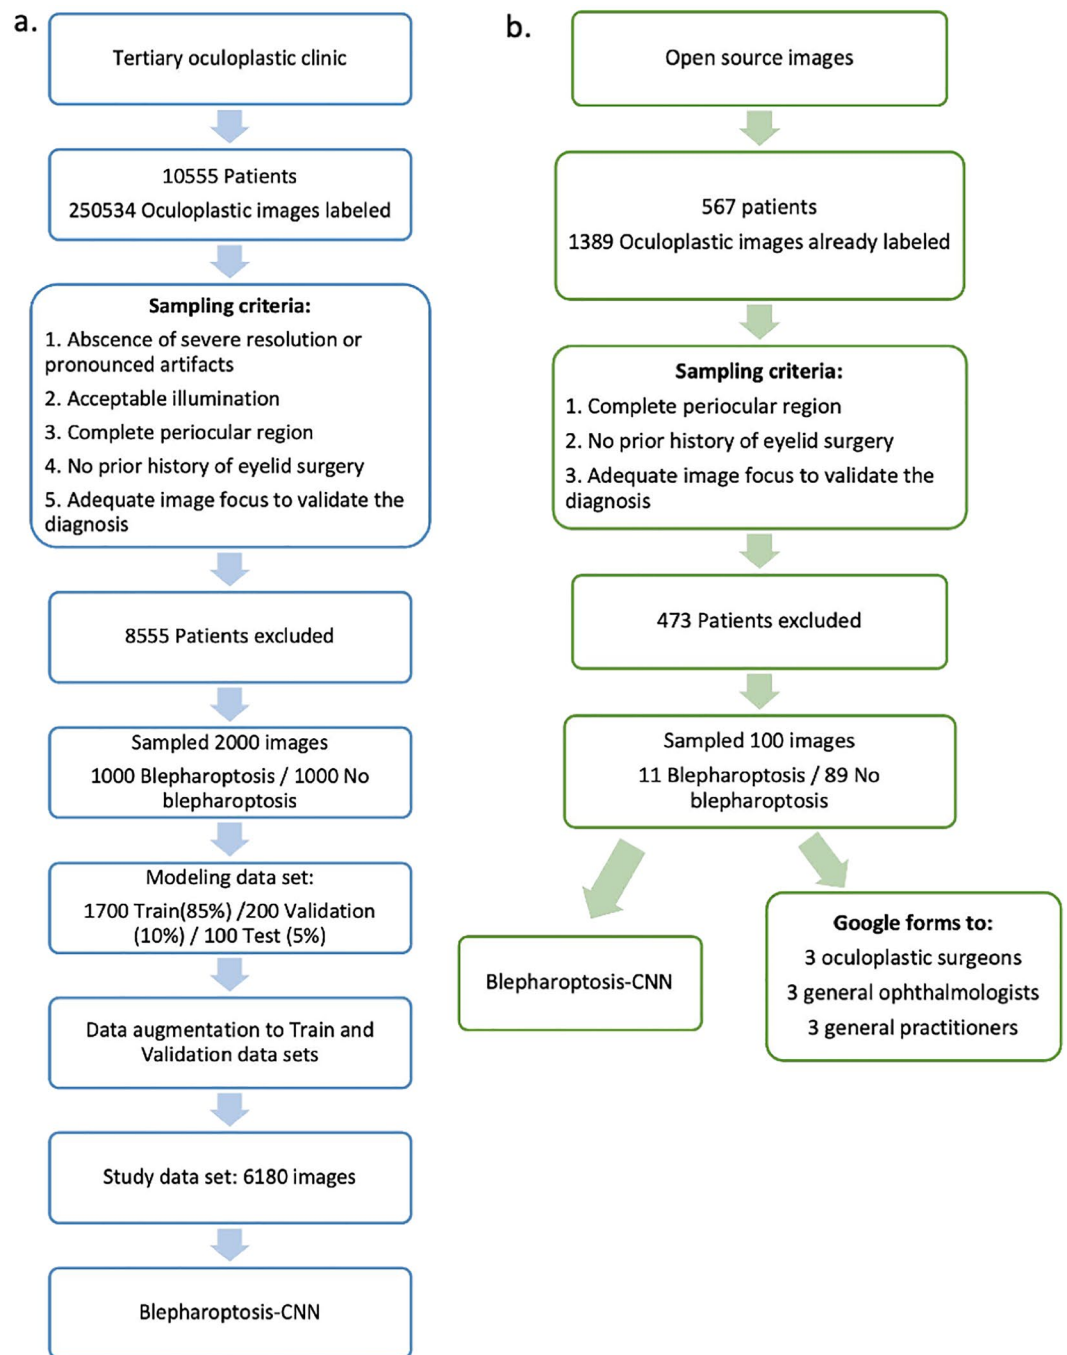 a.
Tertiary oculoplastic clinic
10555 Patients
250534 Oculoplastic images labeled
Sampling criteria:
1. Abscence of severe resolution or
pronounced artifacts
2. Acceptable illumination
3. Complete periocular region
4. No prior history of eyelid surgery
5. Adequate image focus to validate the
diagnosis
8555 Patients excluded
Sampled 2000 images
1000 Blepharoptosis / 1000 No
blepharoptosis
Modeling data set:
1700 Train(85%) /200 Validation
(10%) / 100 Test (5%)
Data augmentation to Train and
Validation data sets
Study data set: 6180 images
Blepharoptosis-CNN
b.
Open source images
567 patients
1389 Oculoplastic images already labeled
Sampling criteria:
1. Complete periocular region
2. No prior history of eyelid surgery
3. Adequate image focus to validate the
diagnosis
473 Patients excluded
Sampled 100 images
11 Blepharoptosis / 89 No
blepharoptosis
Blepharoptosis-CNN
Google forms to:
3 oculoplastic surgeons
3 general ophthalmologists
3 general practitioners